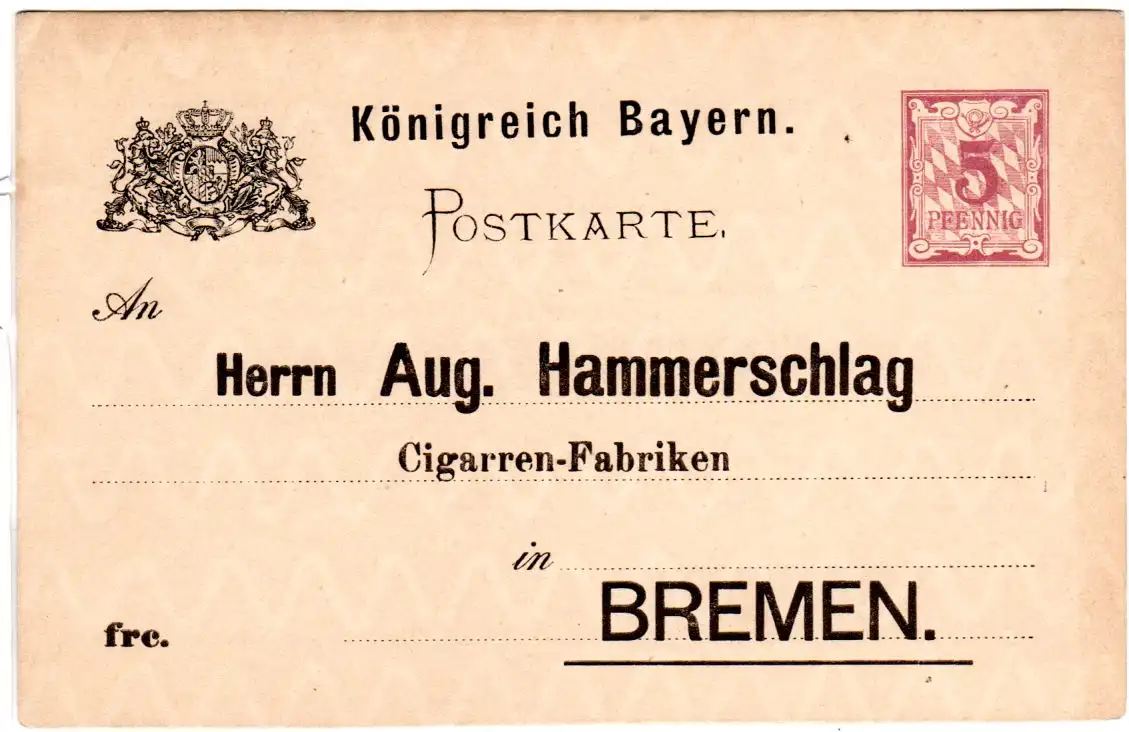 Königreich Bayern.
POSTKARTE.
5
PFENNIG
An
Herrn Aug. Hammerschlag
Cigarren-Fabriken
in
BREMEN.
frc.